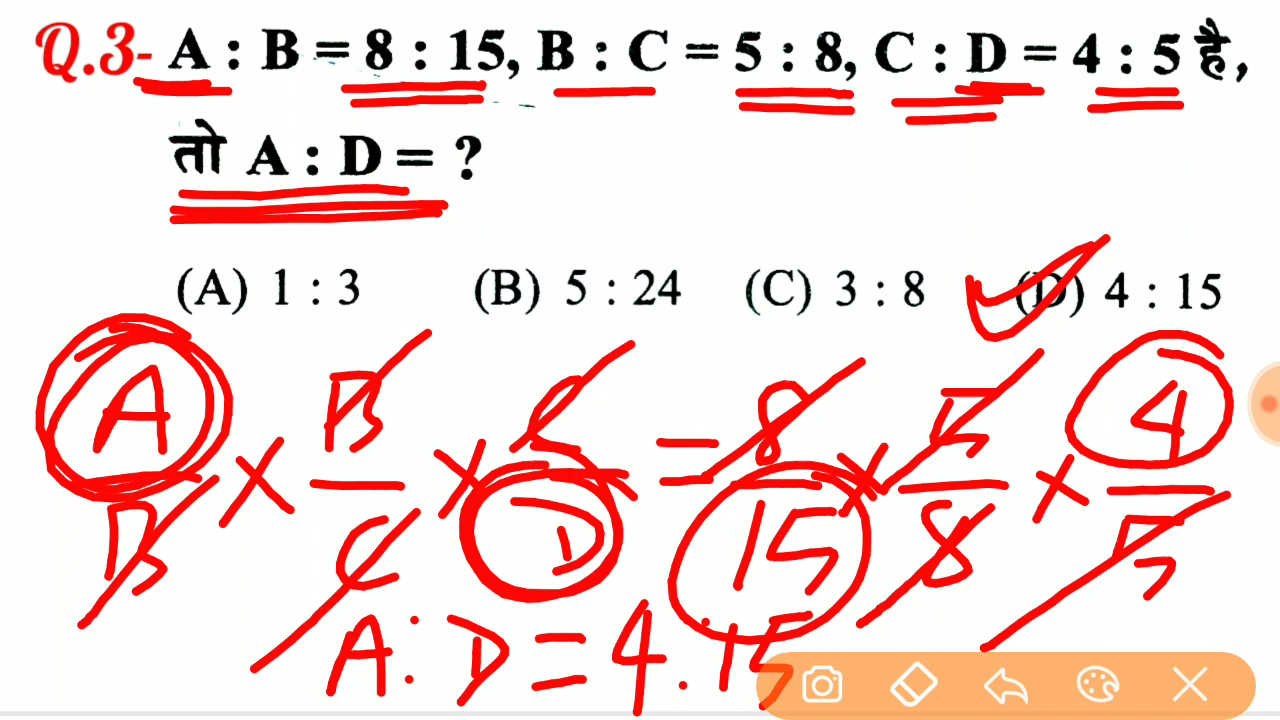 Q.3- A : B = 8 : 15, B : C = 5 : 8, C : D = 4 : 5 है,
तो A : D = ?
(A) 1 : 3 (B) 5 : 24 (C) 3 : 8 (D) 4 : 15
A/B × B/C × C/D = 8/15 × 5/8 × 4/5
A : D = 4 : 15